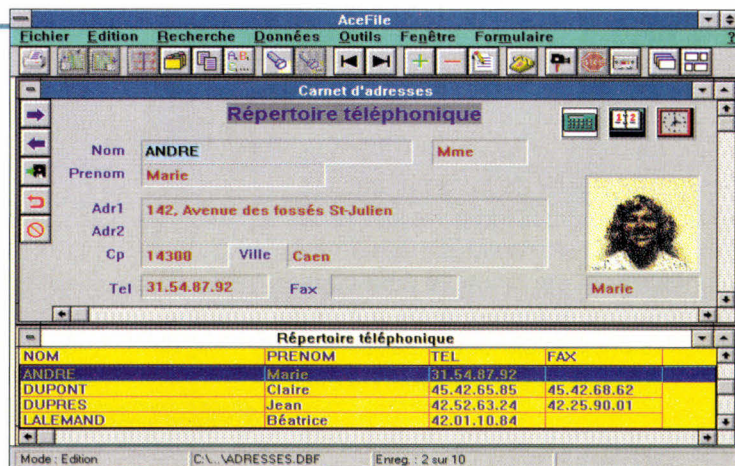 AceFile
Fichier Edition Recherche Données Outils Fenêtre Formulaire ?
Carnet d'adresses
Répertoire téléphonique
Nom ANDRE Mme
Prenom Marie
Adr1 142, Avenue des fossés St-Julien
Adr2
Cp 14300 Ville Caen
Tel 31.54.87.92 Fax
Marie
Répertoire téléphonique
NOM PRENOM TEL FAX
ANDRE Marie 31.54.87.92
DUPONT Claire 45.42.65.85 45.42.68.62
DUPRES Jean 42.52.63.24 42.25.90.01
LALEMAND Béatrice 42.01.10.84
Mode : Edition C:\...\ADRESSES.DBF Enreg. : 2 sur 10